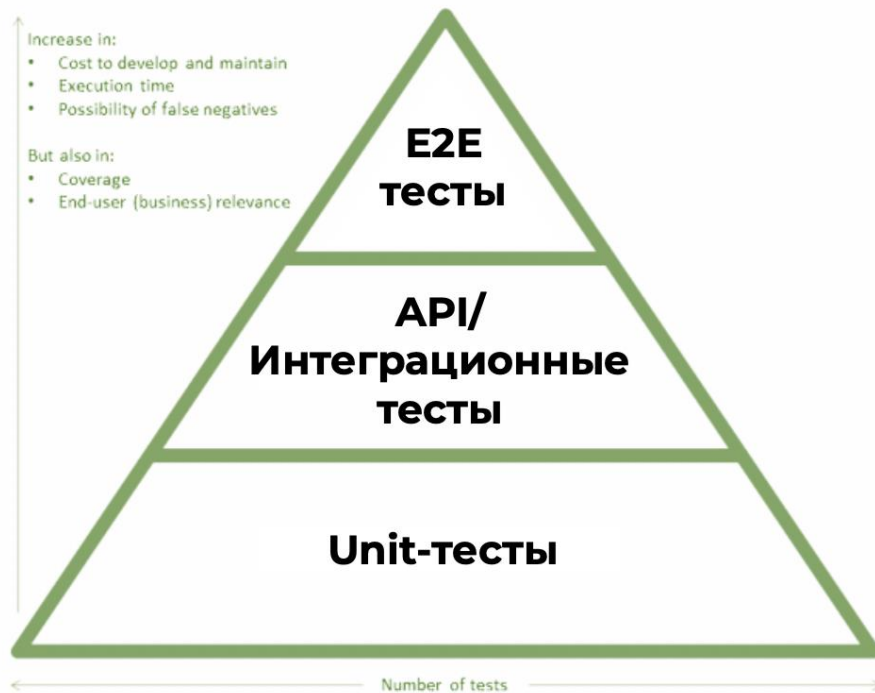 Increase in:
• Cost to develop and maintain
• Execution time
• Possibility of false negatives
But also in:
• Coverage
• End-user (business) relevance
E2E
тесты
API/
Интеграционные
тесты
Unit-тесты
Number of tests